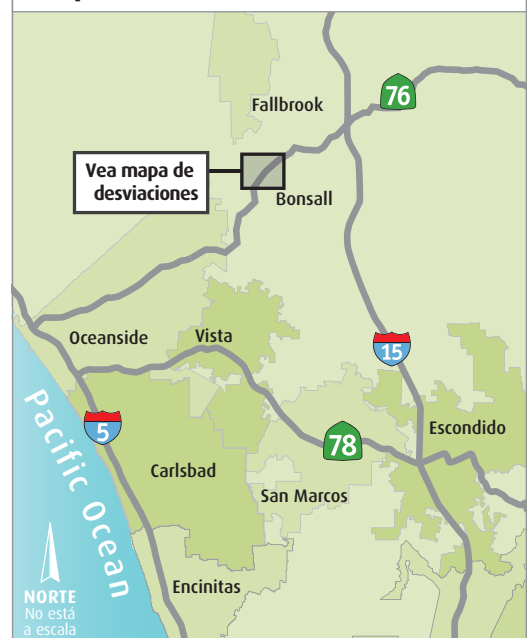 76
Fallbrook
Vea mapa de
desviaciones
Bonsall
Oceanside
Vista
15
5
Escondido
78
Carlsbad
San Marcos
Pacific Ocean
Encinitas
NORTE
No está
a escala